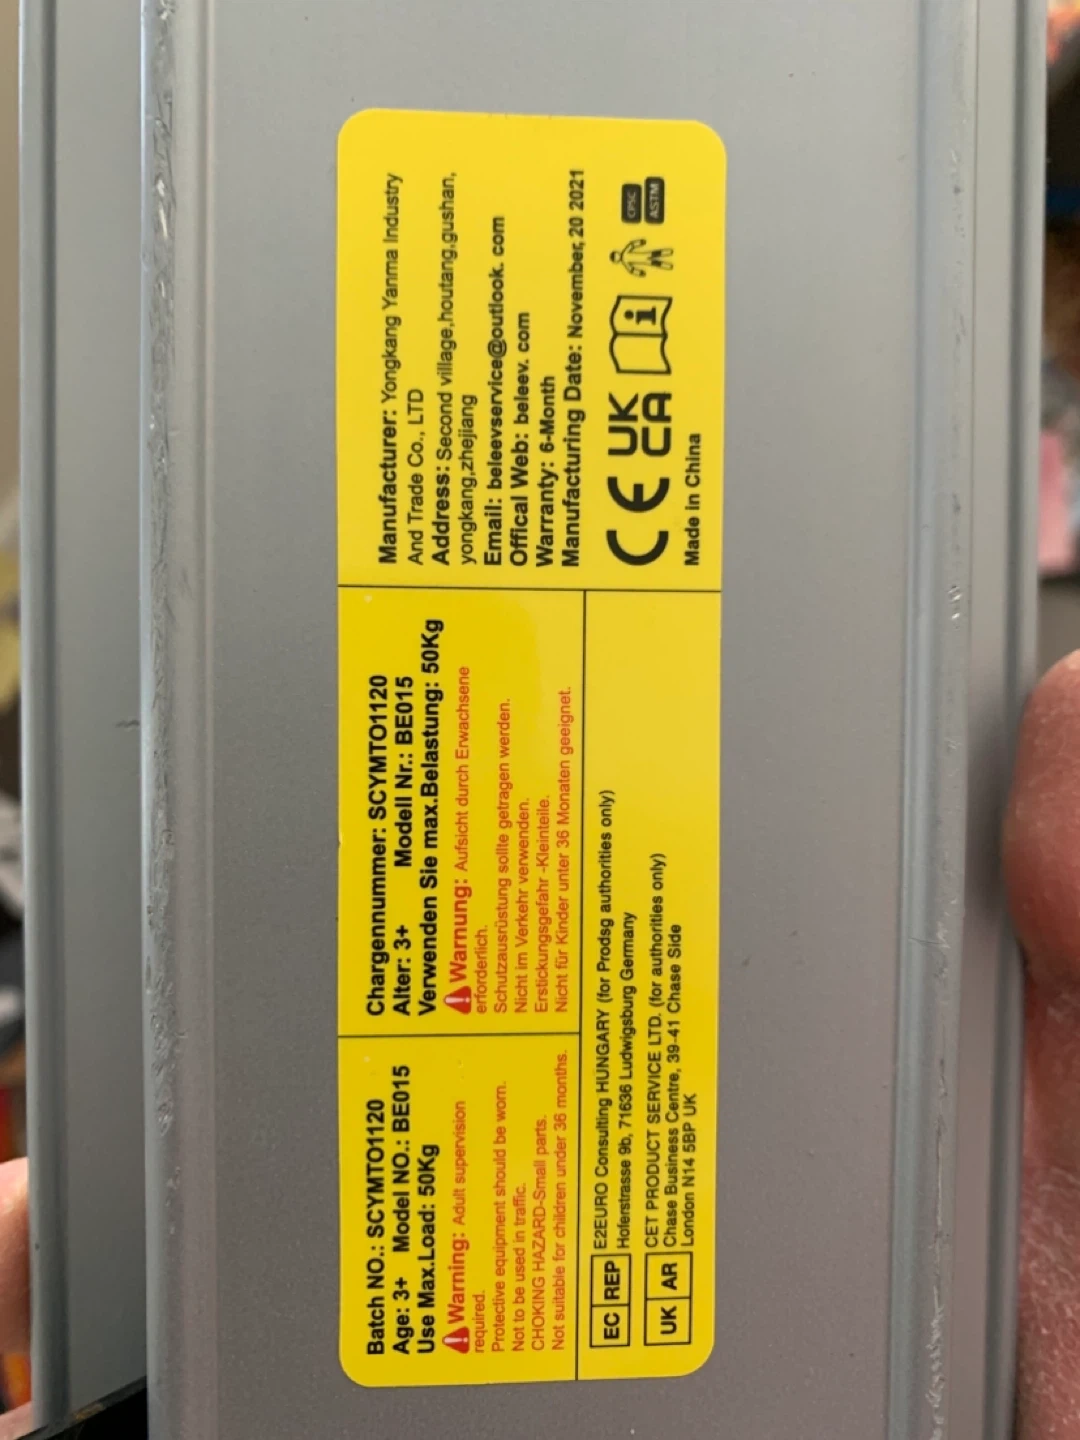 Batch NO.: SCYMTO1120
Age: 3+ Model NO.: BE015
Use Max.Load: 50Kg
Warning: Adult supervision
required.
Protective equipment should be worn.
Not to be used in traffic.
CHOKING HAZARD-Small parts.
Not suitable for children under 36 months.
Chargennummer: SCYMTO1120
Alter: 3+ Modell Nr.: BE015
Verwenden Sie max.Belastung: 50Kg
Warnung: Aufsicht durch Erwachsene
erforderlich.
Schutzausrüstung sollte getragen werden.
Nicht im Verkehr verwenden.
Erstickungsgefahr -Kleinteile.
Nicht für Kinder unter 36 Monaten geeignet.
EC REP E2EURO Consulting HUNGARY (for Prodsg authorities only)
Hoferstrasse 9b, 71636 Ludwigsburg Germany
UK AR CET PRODUCT SERVICE LTD. (for authorities only)
Chase Business Centre, 39-41 Chase Side
London N14 5BP UK
Manufacturer: Yongkang Yanma Industry
And Trade Co., LTD
Address: Second village,houtang,gushan,
yongkang,zhejiang
Email: beleevservice@outlook. com
Offical Web: beleev. com
Warranty: 6-Month
Manufacturing Date: November, 20 2021
CE UK CA i CPSC ASTM
Made in China